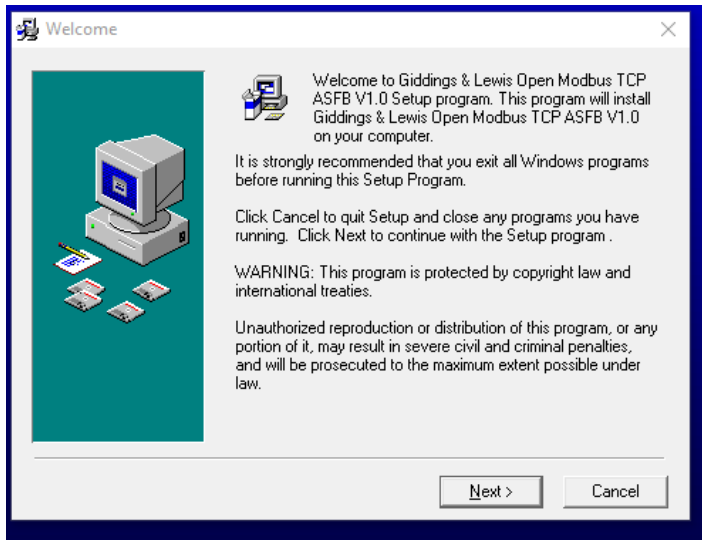 Welcome
Welcome to Giddings & Lewis Open Modbus TCP
ASFB V1.0 Setup program. This program will install
Giddings & Lewis Open Modbus TCP ASFB V1.0
on your computer.
It is strongly recommended that you exit all Windows programs
before running this Setup Program.
Click Cancel to quit Setup and close any programs you have
running.  Click Next to continue with the Setup program .
WARNING: This program is protected by copyright law and
international treaties.
Unauthorized reproduction or distribution of this program, or any
portion of it, may result in severe civil and criminal penalties,
and will be prosecuted to the maximum extent possible under
law.
Next >
Cancel